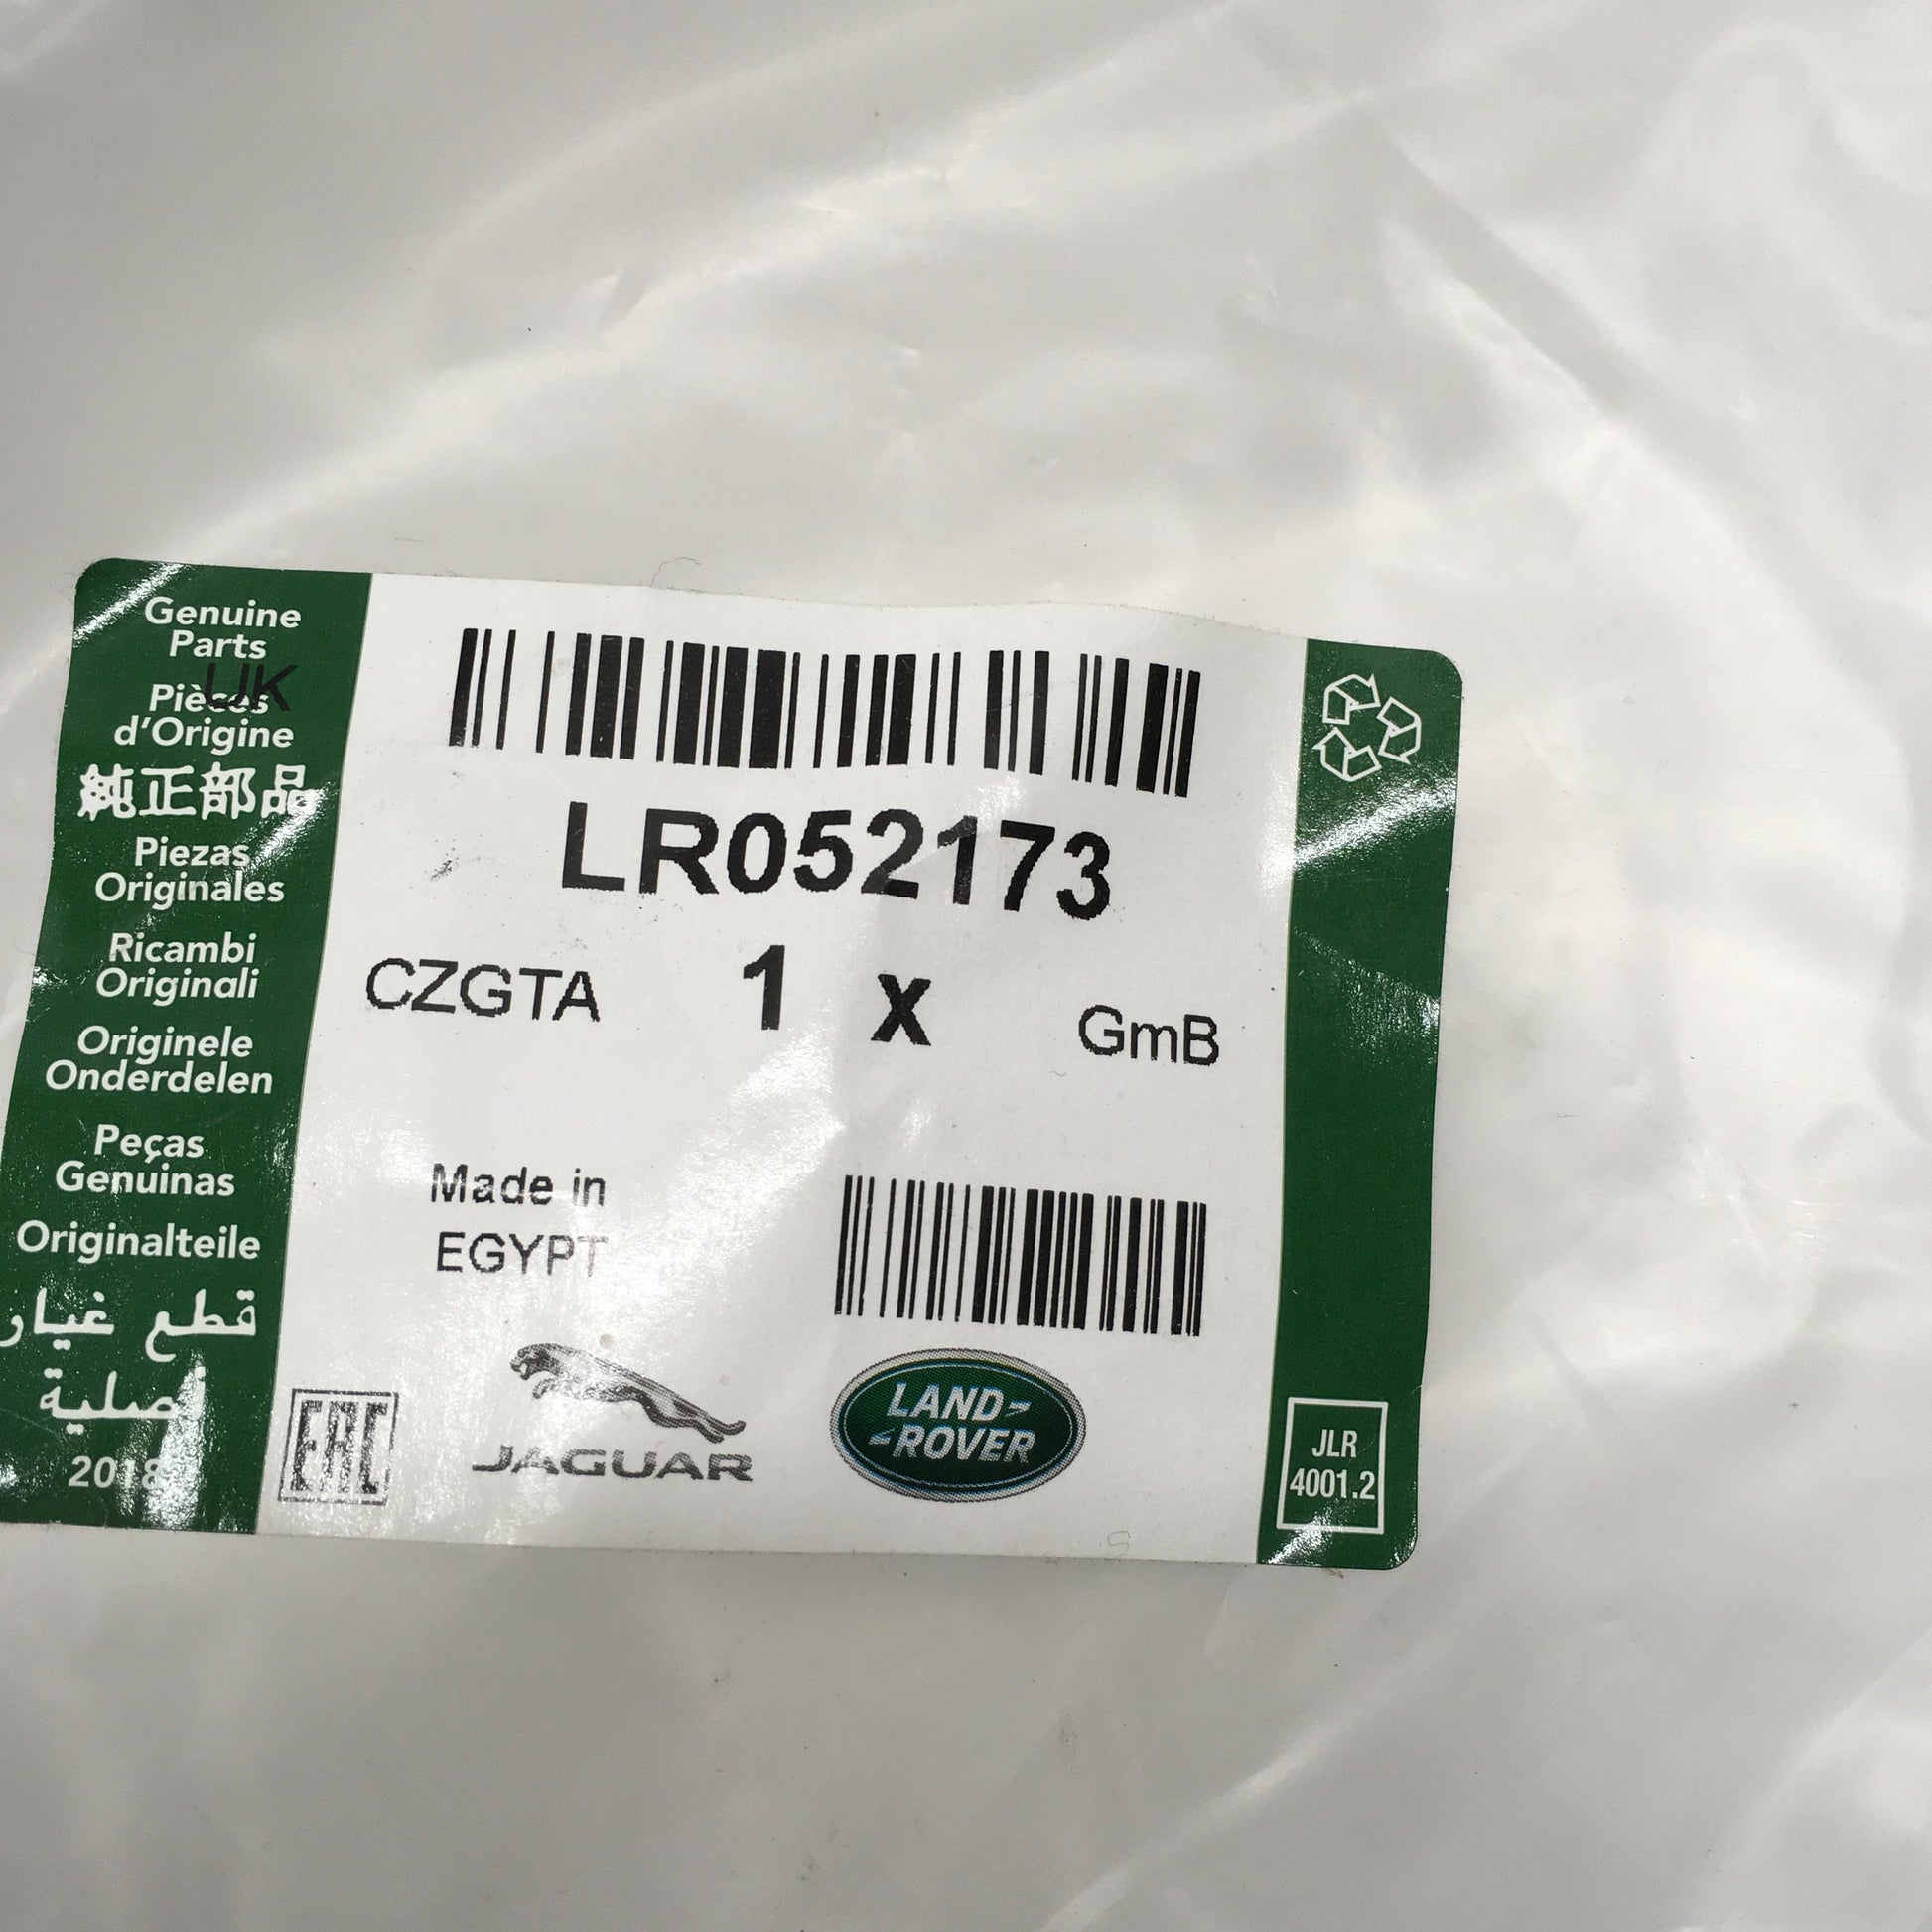 Genuine
Parts
UK
Pièces
d'Origine
純正部品
Piezas
Originales
Ricambi
Originali
Originele
Onderdelen
Peças
Genuinas
Originalteile
قطع غيار
أصلية
2018
LR052173
CZGTA 1 x GmB
Made in
EGYPT
EAC
JAGUAR
LAND-
-ROVER
JLR
4001.2